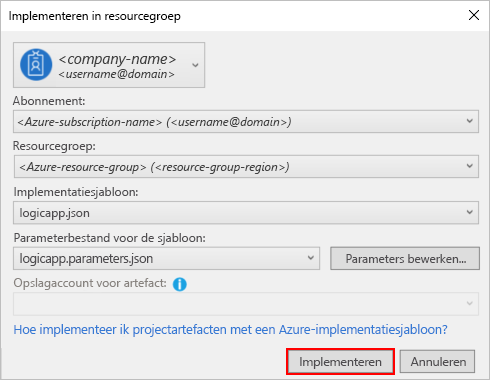 Implementeren in resourcegroep
<company-name>
<username@domain>
Abonnement:
<Azure-subscription-name> (<username@domain>)
Resourcegroep:
<Azure-resource-group> (<resource-group-region>)
Implementatiesjabloon:
logicapp.json
Parameterbestand voor de sjabloon:
logicapp.parameters.json
Parameters bewerken...
Opslagaccount voor artefact:
Hoe implementeer ik projectartefacten met een Azure-implementatiesjabloon?
Implementeren
Annuleren